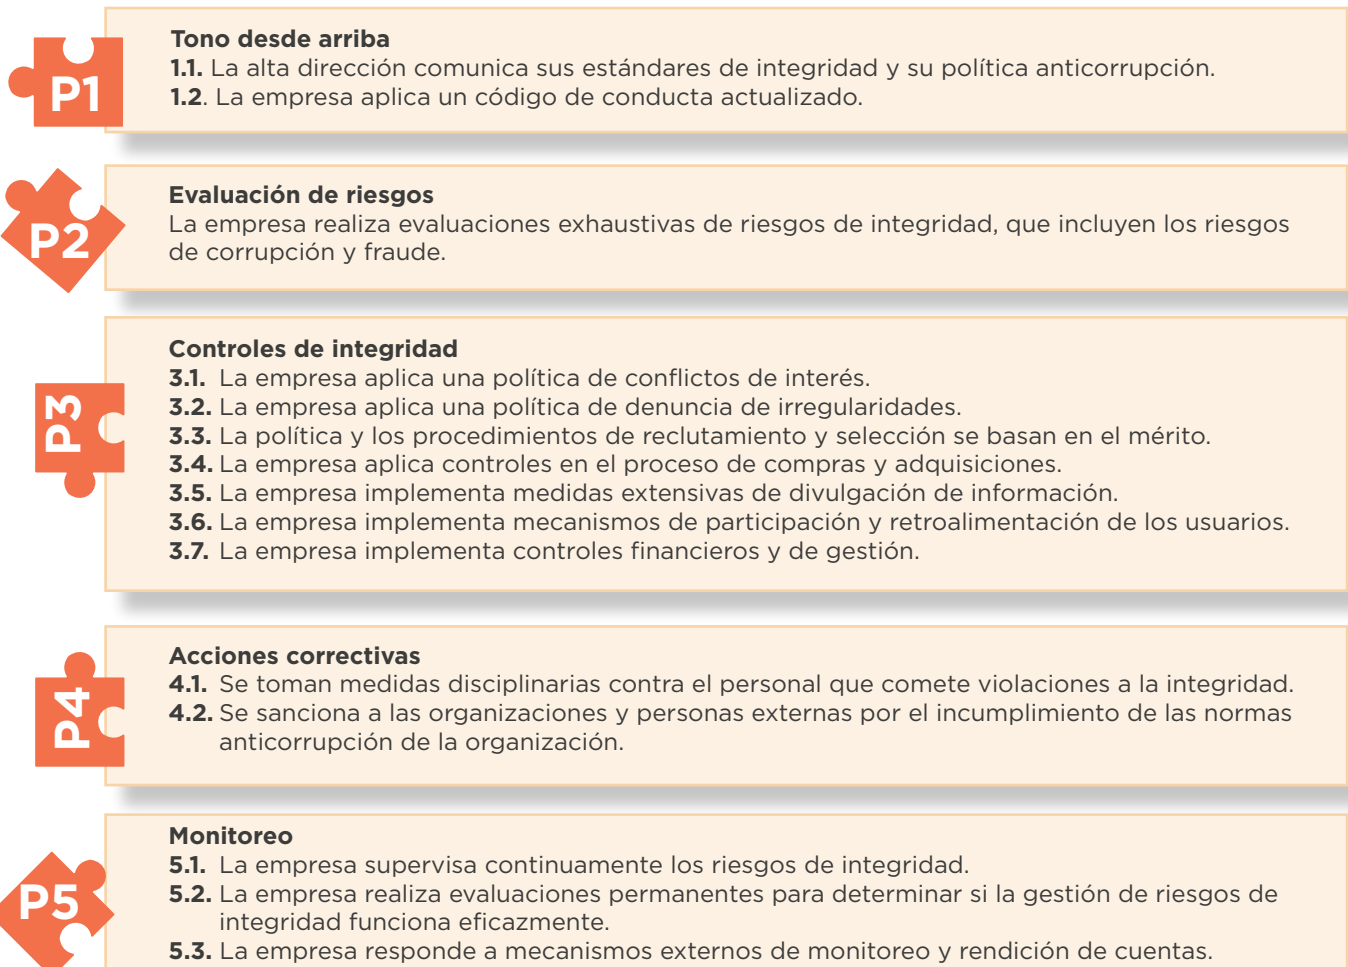 P1
Tono desde arriba
1.1. La alta dirección comunica sus estándares de integridad y su política anticorrupción.
1.2. La empresa aplica un código de conducta actualizado.
P2
Evaluación de riesgos
La empresa realiza evaluaciones exhaustivas de riesgos de integridad, que incluyen los riesgos
de corrupción y fraude.
P3
Controles de integridad
3.1. La empresa aplica una política de conflictos de interés.
3.2. La empresa aplica una política de denuncia de irregularidades.
3.3. La política y los procedimientos de reclutamiento y selección se basan en el mérito.
3.4. La empresa aplica controles en el proceso de compras y adquisiciones.
3.5. La empresa implementa medidas extensivas de divulgación de información.
3.6. La empresa implementa mecanismos de participación y retroalimentación de los usuarios.
3.7. La empresa implementa controles financieros y de gestión.
P4
Acciones correctivas
4.1. Se toman medidas disciplinarias contra el personal que comete violaciones a la integridad.
4.2. Se sanciona a las organizaciones y personas externas por el incumplimiento de las normas
anticorrupción de la organización.
P5
Monitoreo
5.1. La empresa supervisa continuamente los riesgos de integridad.
5.2. La empresa realiza evaluaciones permanentes para determinar si la gestión de riesgos de
integridad funciona eficazmente.
5.3. La empresa responde a mecanismos externos de monitoreo y rendición de cuentas.